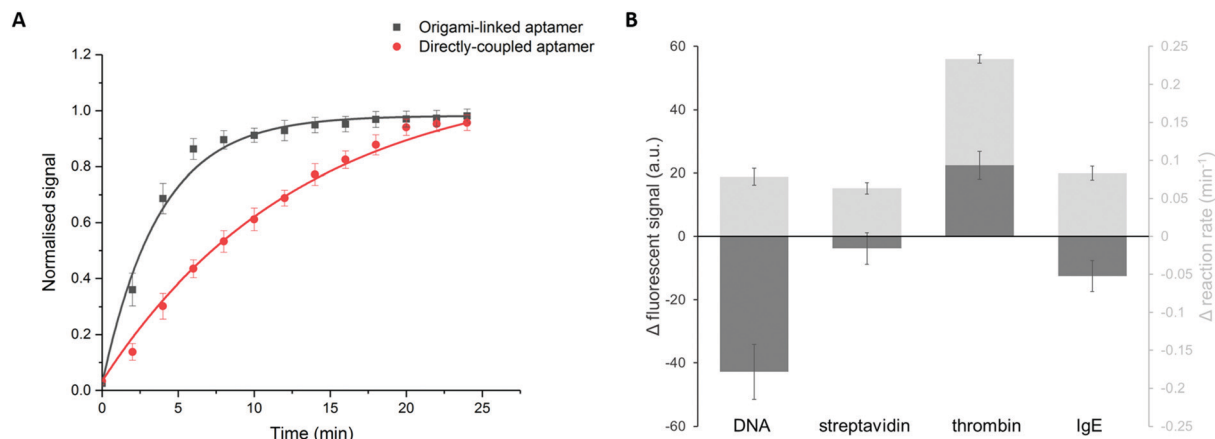 A
Origami-linked aptamer
Directly-coupled aptamer
Normalised signal
1.2
1.0
0.8
0.6
0.4
0.2
0.0
0
5
10
15
20
25
Time (min)
B
Δ fluorescent signal (a.u.)
60
40
20
0
-20
-40
-60
DNA
streptavidin
thrombin
IgE
0.25
0.2
0.15
0.1
0.05
0
-0.05
-0.1
-0.15
-0.2
-0.25
Δ reaction rate (min⁻¹)